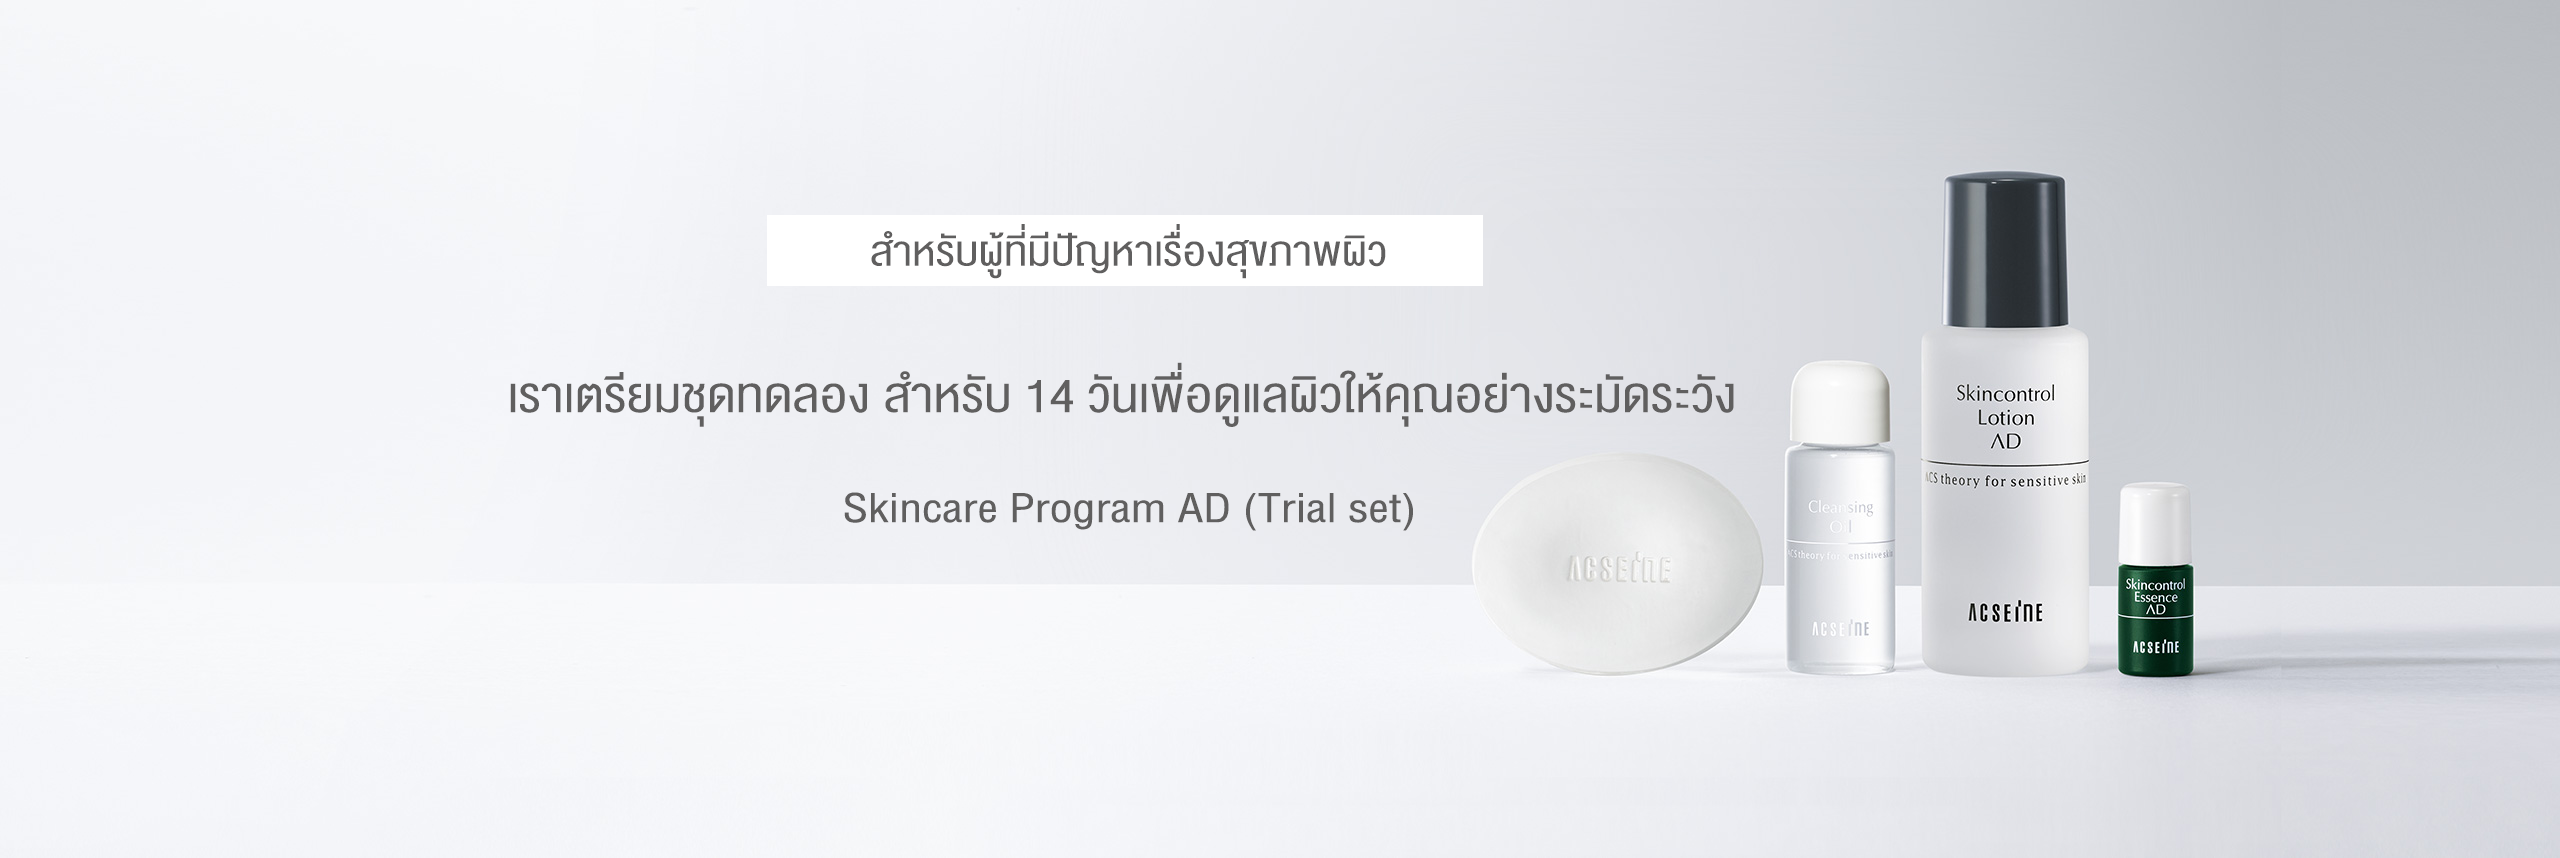 สำหรับผู้ที่มีปัญหาเรื่องสุขภาพผิว
เราเตรียมชุดทดลอง สำหรับ 14 วันเพื่อดูแลผิวให้คุณอย่างระมัดระวัง
Skincare Program AD (Trial set)
ACSEINE
Cleansing
Oil
ACS theory for sensitive skin
ACSEINE
Skincontrol
Lotion
AD
ACS theory for sensitive skin
ACSEINE
Skincontrol
Essence
AD
ACSEINE